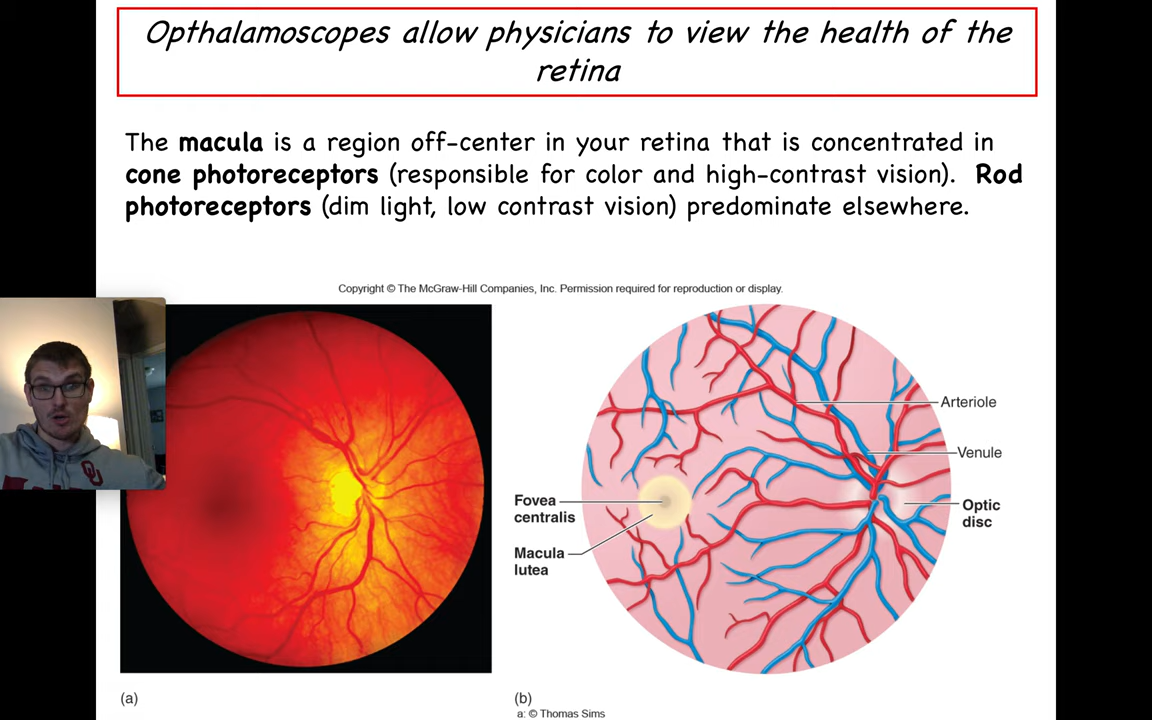 Opthalamoscopes allow physicians to view the health of the
retina
The macula is a region off-center in your retina that is concentrated in
cone photoreceptors (responsible for color and high-contrast vision). Rod
photoreceptors (dim light, low contrast vision) predominate elsewhere.
Copyright © The McGraw-Hill Companies, Inc. Permission required for reproduction or display.
Arteriole
Venule
Fovea
centralis
Optic
disc
Macula
lutea
OU
(a)
(b)
a: © Thomas Sims